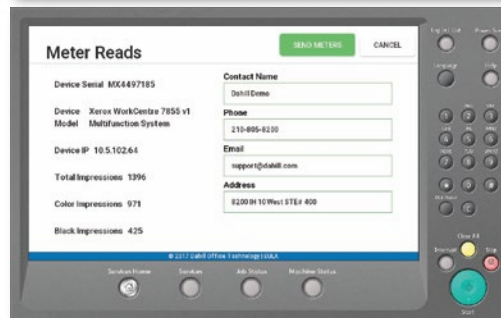 Meter Reads
SEND METERS
CANCEL
Device Serial MX4497185
Device Xerox WorkCentre 7855 v1
Model Multifunction System
Device IP 10.5.102.64
Total Impressions 1396
Color Impressions 971
Black Impressions 425
Contact Name
Dahill Demo
Phone
210-805-8200
Email
support@dahill.com
Address
8200 IH 10 West STE# 400
© 2017 Dahill Office Technology | EULA
Services Home
Services
Job Status
Machine Status
Language
Help
Clear All
Interrupt
Stop
Start